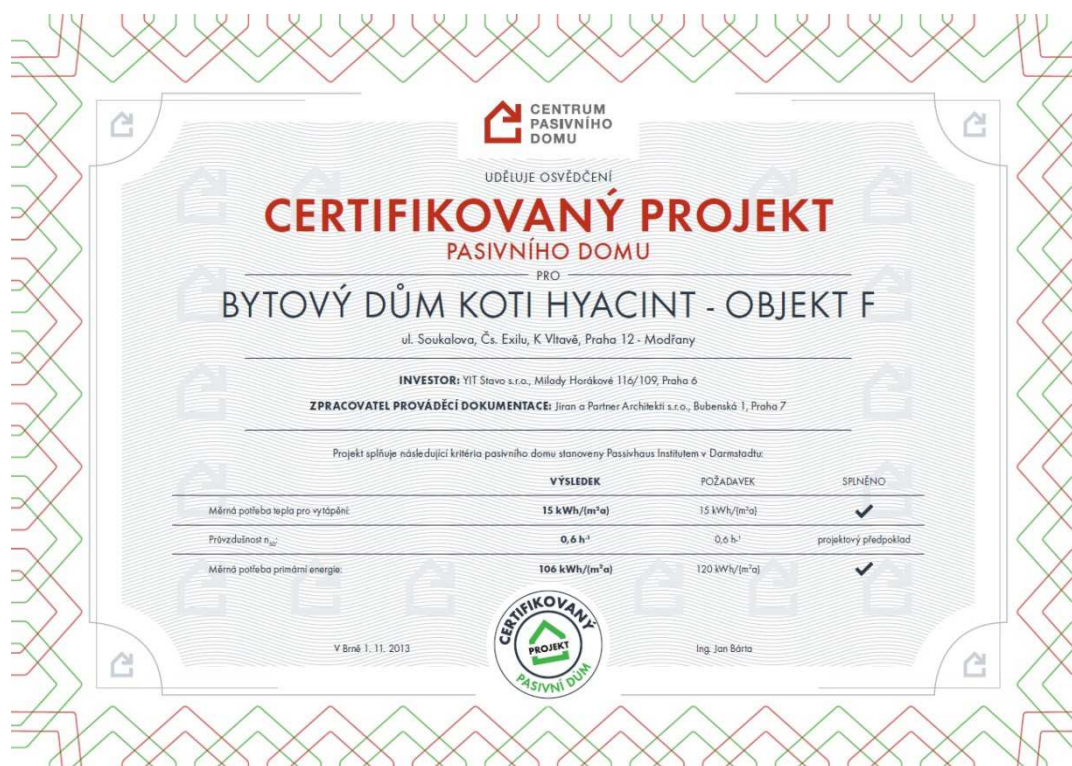 CENTRUM
PASIVNÍHO
DOMU
UDĚLUJE OSVĚDČENÍ
CERTIFIKOVANÝ PROJEKT
PASIVNÍHO DOMU
PRO
BYTOVÝ DŮM KOTI HYACINT - OBJEKT F
ul. Soukalova, Čs. Exilu, K Vltavě, Praha 12 - Modřany
INVESTOR: YIT Stavo s.r.o., Milady Horákové 116/109, Praha 6
ZPRACOVATEL PROVÁDĚCÍ DOKUMENTACE: Jiran a Partner Architekti s.r.o., Bubenská 1, Praha 7
Projekt splňuje následující kritéria pasivního domu stanoveny Passivhaus Institutem v Darmstadtu:
VÝSLEDEK POŽADAVEK SPLNĚNO
Měrná potřeba tepla pro vytápění: 15 kWh/(m²a) 15 kWh/(m²a) ✔
Průvzdušnost n₅₀: 0,6 h⁻¹ 0,6 h⁻¹ projektový předpoklad
Měrná potřeba primární energie: 106 kWh/(m²a) 120 kWh/(m²a) ✔
V Brně 1. 11. 2013
CERTIFIKOVANÝ
PROJEKT
PASIVNÍ DŮM
Ing. Jan Bárta